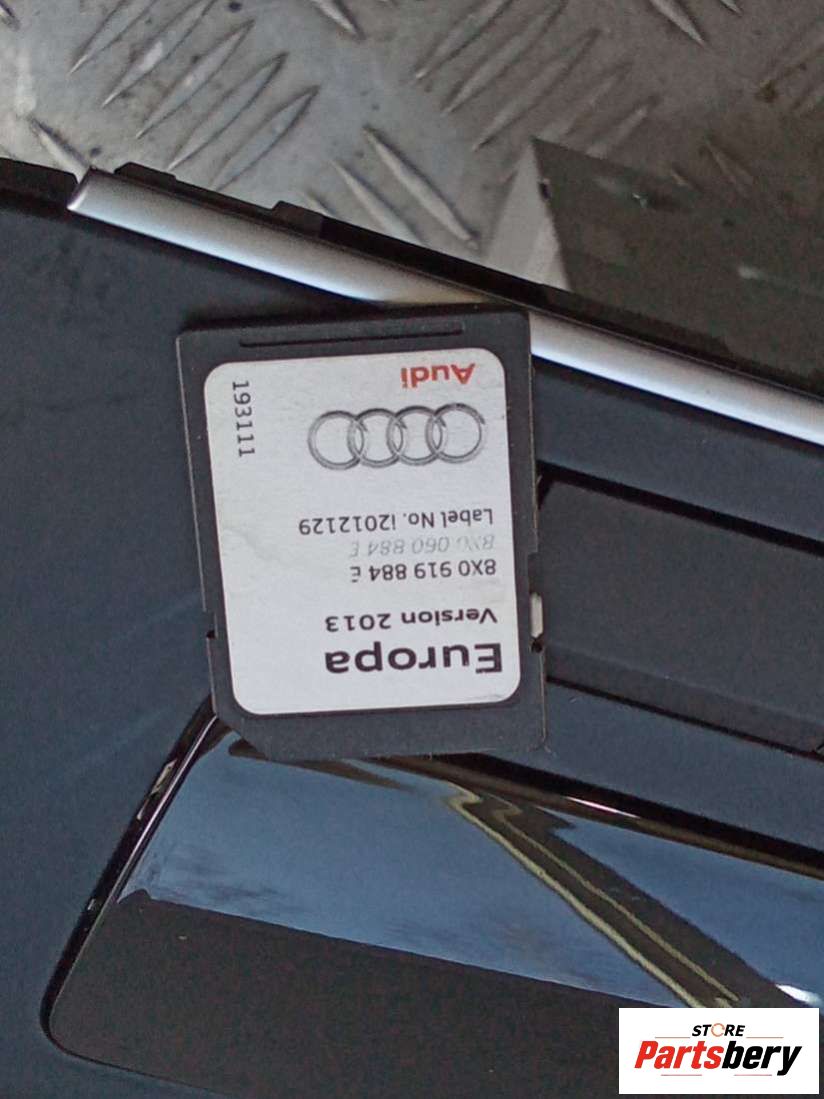 Europa
Version 2013
8X0 919 884 E
8X0 060 884 E
Label No. i2012129
Audi
193111
STORE
Partsbery